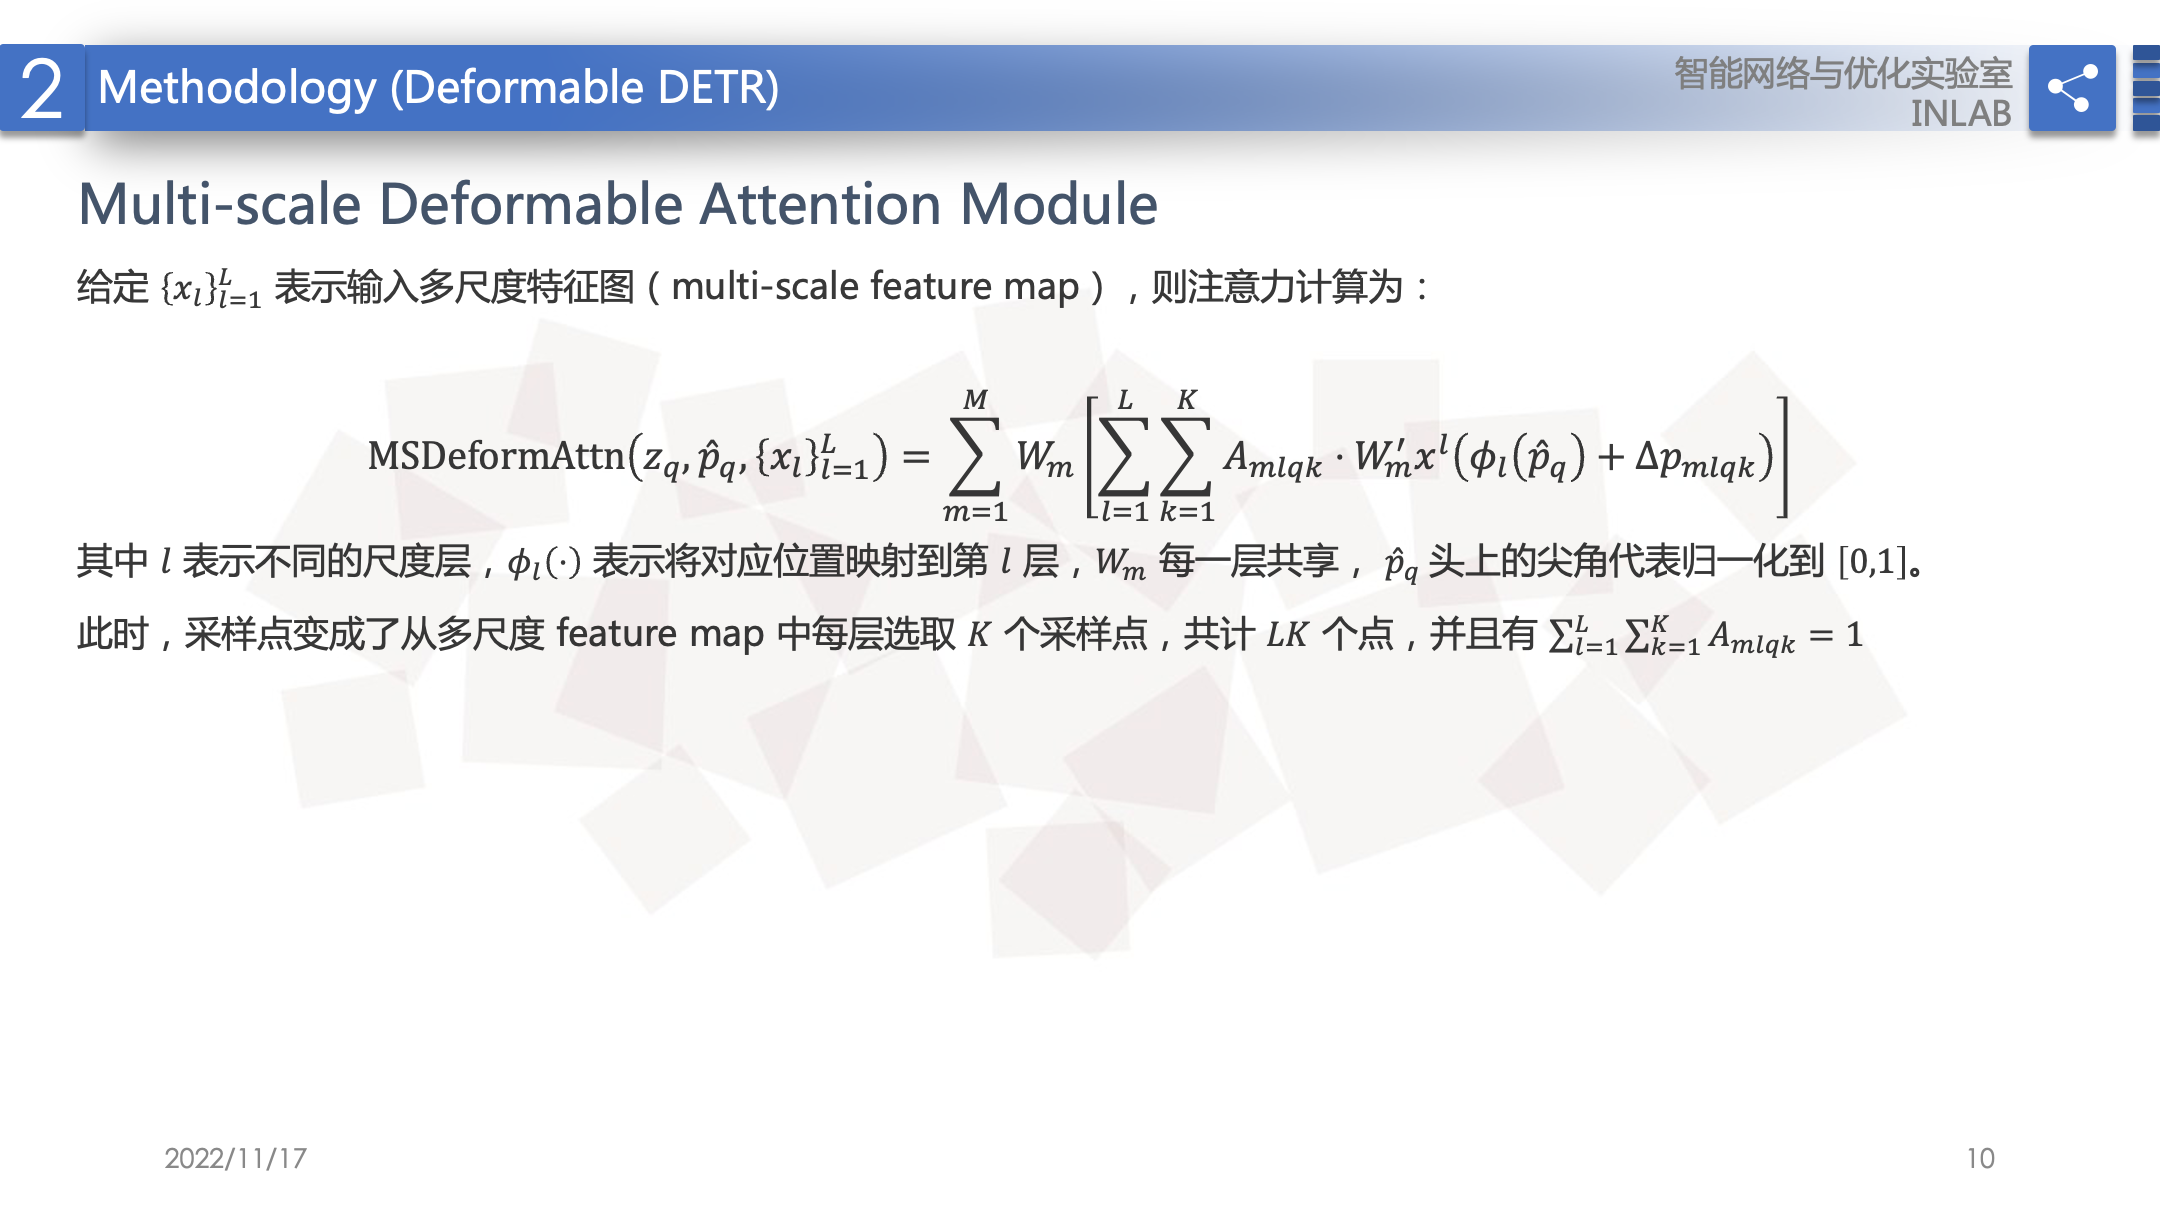 2
Methodology (Deformable DETR)
智能网络与优化实验室
INLAB
Multi-scale Deformable Attention Module
给定 $\{x_l\}_{l=1}^{L}$ 表示输入多尺度特征图（multi-scale feature map），则注意力计算为：
$\mathrm{MSDeformAttn}(z_q, \hat{p}_q, \{x_l\}_{l=1}^{L}) = \sum_{m=1}^{M} W_m \left[ \sum_{l=1}^{L} \sum_{k=1}^{K} A_{mlqk} \cdot W'_m x^l (\phi_l(\hat{p}_q) + \Delta p_{mlqk}) \right]$
其中 $l$ 表示不同的尺度层，$\phi_l(\cdot)$ 表示将对应位置映射到第 $l$ 层，$W_m$ 每一层共享， $\hat{p}_q$ 头上的尖角代表归一化到 $[0,1]$。
此时，采样点变成了从多尺度 feature map 中每层选取 $K$ 个采样点，共计 $LK$ 个点，并且有 $\sum_{l=1}^{L} \sum_{k=1}^{K} A_{mlqk} = 1$
2022/11/17
10